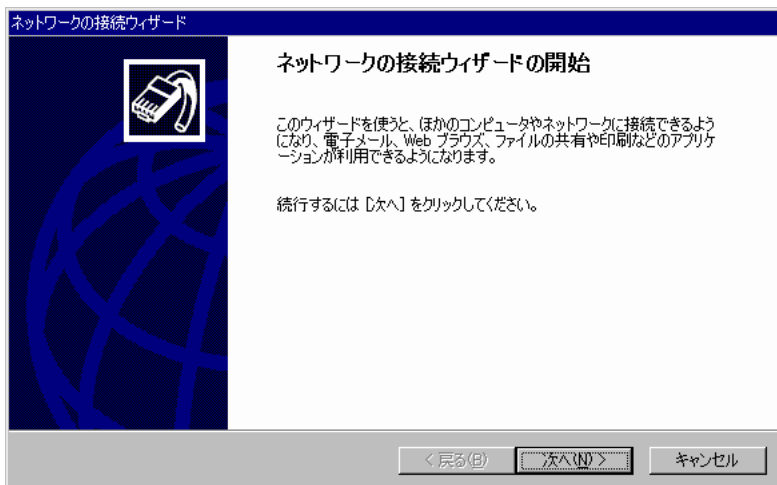 ネットワークの接続ウィザード
ネットワークの接続ウィザードの開始
このウィザードを使うと、ほかのコンピュータやネットワークに接続できるよう
になり、電子メール、Web ブラウズ、ファイルの共有や印刷などのアプリケ
ーションが利用できるようになります。
続行するには [次へ] をクリックしてください。
< 戻る(B)
次へ(N) >
キャンセル